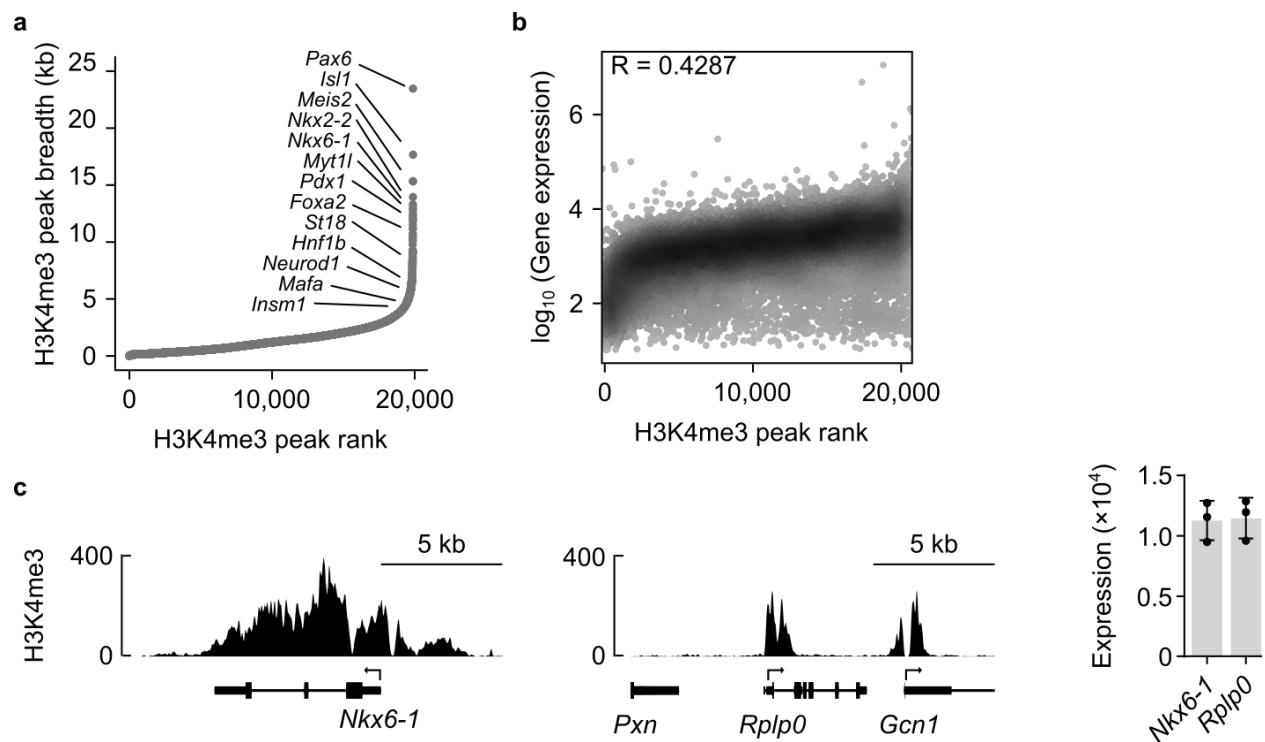 a
H3K4me3 peak breadth (kb)
25
20
15
10
5
0
Pax6
Isl1
Meis2
Nkx2-2
Nkx6-1
Myt1l
Pdx1
Foxa2
St18
Hnf1b
Neurod1
Mafa
Insm1
0
10,000
20,000
H3K4me3 peak rank
b
log10 (Gene expression)
R = 0.4287
6
4
2
0
10,000
20,000
H3K4me3 peak rank
c
H3K4me3
400
0
5 kb
Nkx6-1
400
0
5 kb
Pxn
Rplp0
Gcn1
Expression (×10⁴)
1.5
1.0
0.5
0
Nkx6-1
Rplp0